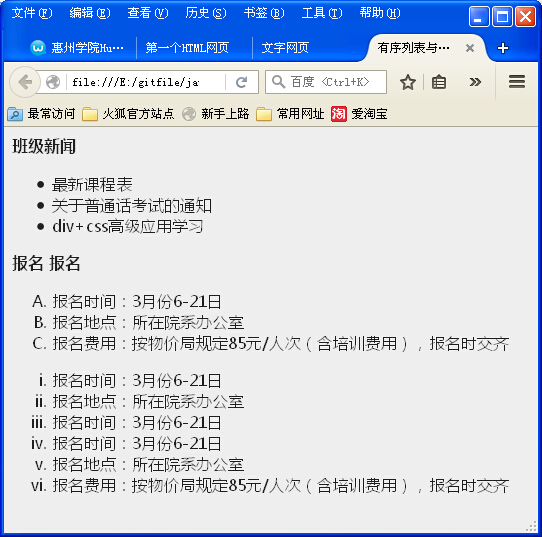 文件(F) 编辑(E) 查看(V) 历史(S) 书签(B) 工具(T) 帮助(H)
惠州学院Hu... 第一个HTML网页 文字网页 有序列表与...
file:///E:/gitfile/ja 百度 <Ctrl+K>
最常访问 火狐官方站点 新手上路 常用网址 淘 爱淘宝
班级新闻
最新课程表
关于普通话考试的通知
div+css高级应用学习
报名 报名
A. 报名时间：3月份6-21日
B. 报名地点：所在院系办公室
C. 报名费用：按物价局规定85元/人次（含培训费用），报名时交齐
i. 报名时间：3月份6-21日
ii. 报名地点：所在院系办公室
iii. 报名时间：3月份6-21日
iv. 报名时间：3月份6-21日
v. 报名地点：所在院系办公室
vi. 报名费用：按物价局规定85元/人次（含培训费用），报名时交齐